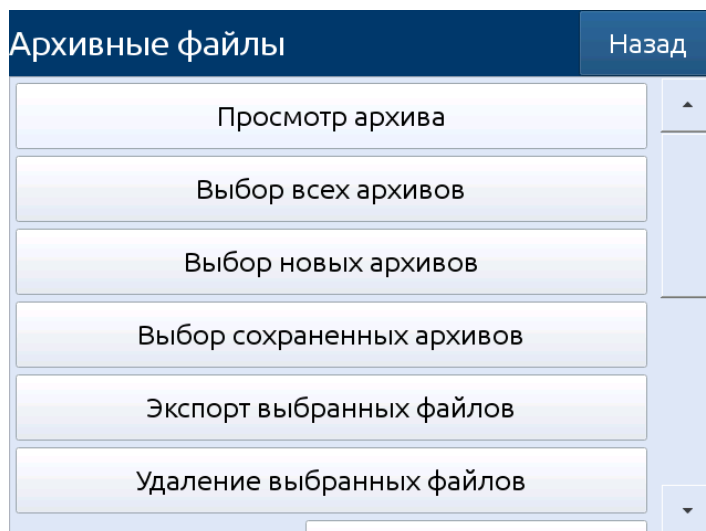 Архивные файлы
Назад
Просмотр архива
Выбор всех архивов
Выбор новых архивов
Выбор сохраненных архивов
Экспорт выбранных файлов
Удаление выбранных файлов